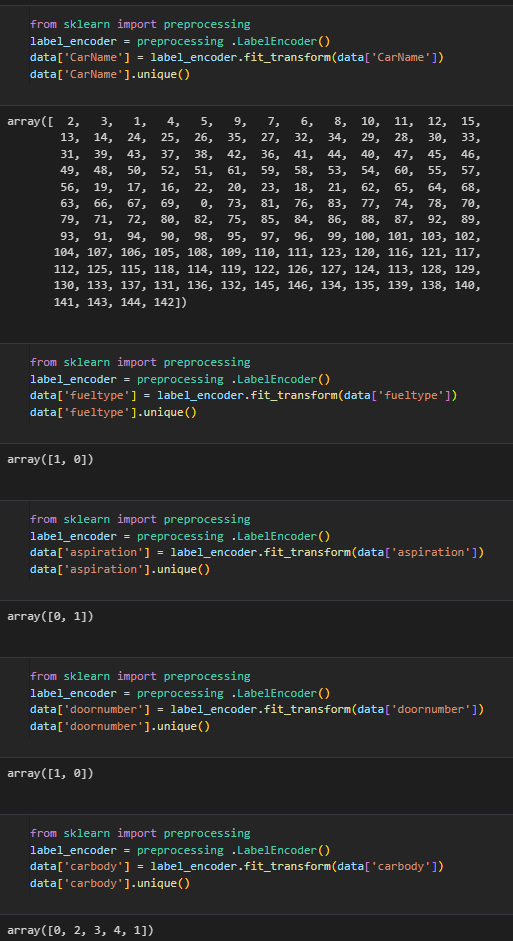 from sklearn import preprocessing
label_encoder = preprocessing .LabelEncoder()
data['CarName'] = label_encoder.fit_transform(data['CarName'])
data['CarName'].unique()
array([  2,   3,   1,   4,   5,   9,   7,   6,   8,  10,  11,  12,  15,
        13,  14,  24,  25,  26,  35,  27,  32,  34,  29,  28,  30,  33,
        31,  39,  43,  37,  38,  42,  36,  41,  44,  40,  47,  45,  46,
        49,  48,  50,  52,  51,  61,  59,  58,  53,  54,  60,  55,  57,
        56,  19,  17,  16,  22,  20,  23,  18,  21,  62,  65,  64,  68,
        63,  66,  67,  69,   0,  73,  81,  76,  83,  77,  74,  78,  70,
        79,  71,  72,  80,  82,  75,  85,  84,  86,  88,  87,  92,  89,
        93,  91,  94,  90,  98,  95,  97,  96,  99, 100, 101, 103, 102,
       104, 107, 106, 105, 108, 109, 110, 111, 123, 120, 116, 121, 117,
       112, 125, 115, 118, 114, 119, 122, 126, 127, 124, 113, 128, 129,
       130, 133, 137, 131, 136, 132, 145, 146, 134, 135, 139, 138, 140,
       141, 143, 144, 142])
from sklearn import preprocessing
label_encoder = preprocessing .LabelEncoder()
data['fueltype'] = label_encoder.fit_transform(data['fueltype'])
data['fueltype'].unique()
array([1, 0])
from sklearn import preprocessing
label_encoder = preprocessing .LabelEncoder()
data['aspiration'] = label_encoder.fit_transform(data['aspiration'])
data['aspiration'].unique()
array([0, 1])
from sklearn import preprocessing
label_encoder = preprocessing .LabelEncoder()
data['doornumber'] = label_encoder.fit_transform(data['doornumber'])
data['doornumber'].unique()
array([1, 0])
from sklearn import preprocessing
label_encoder = preprocessing .LabelEncoder()
data['carbody'] = label_encoder.fit_transform(data['carbody'])
data['carbody'].unique()
array([0, 2, 3, 4, 1])